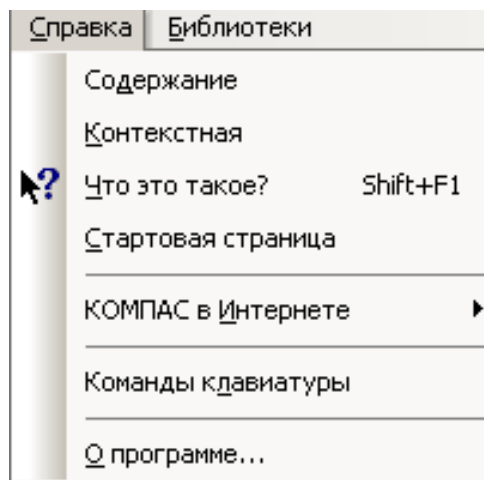 Справка Библиотеки
Содержание
Контекстная
Что это такое? Shift+F1
Стартовая страница
КОМПАС в Интернете
Команды клавиатуры
О программе...